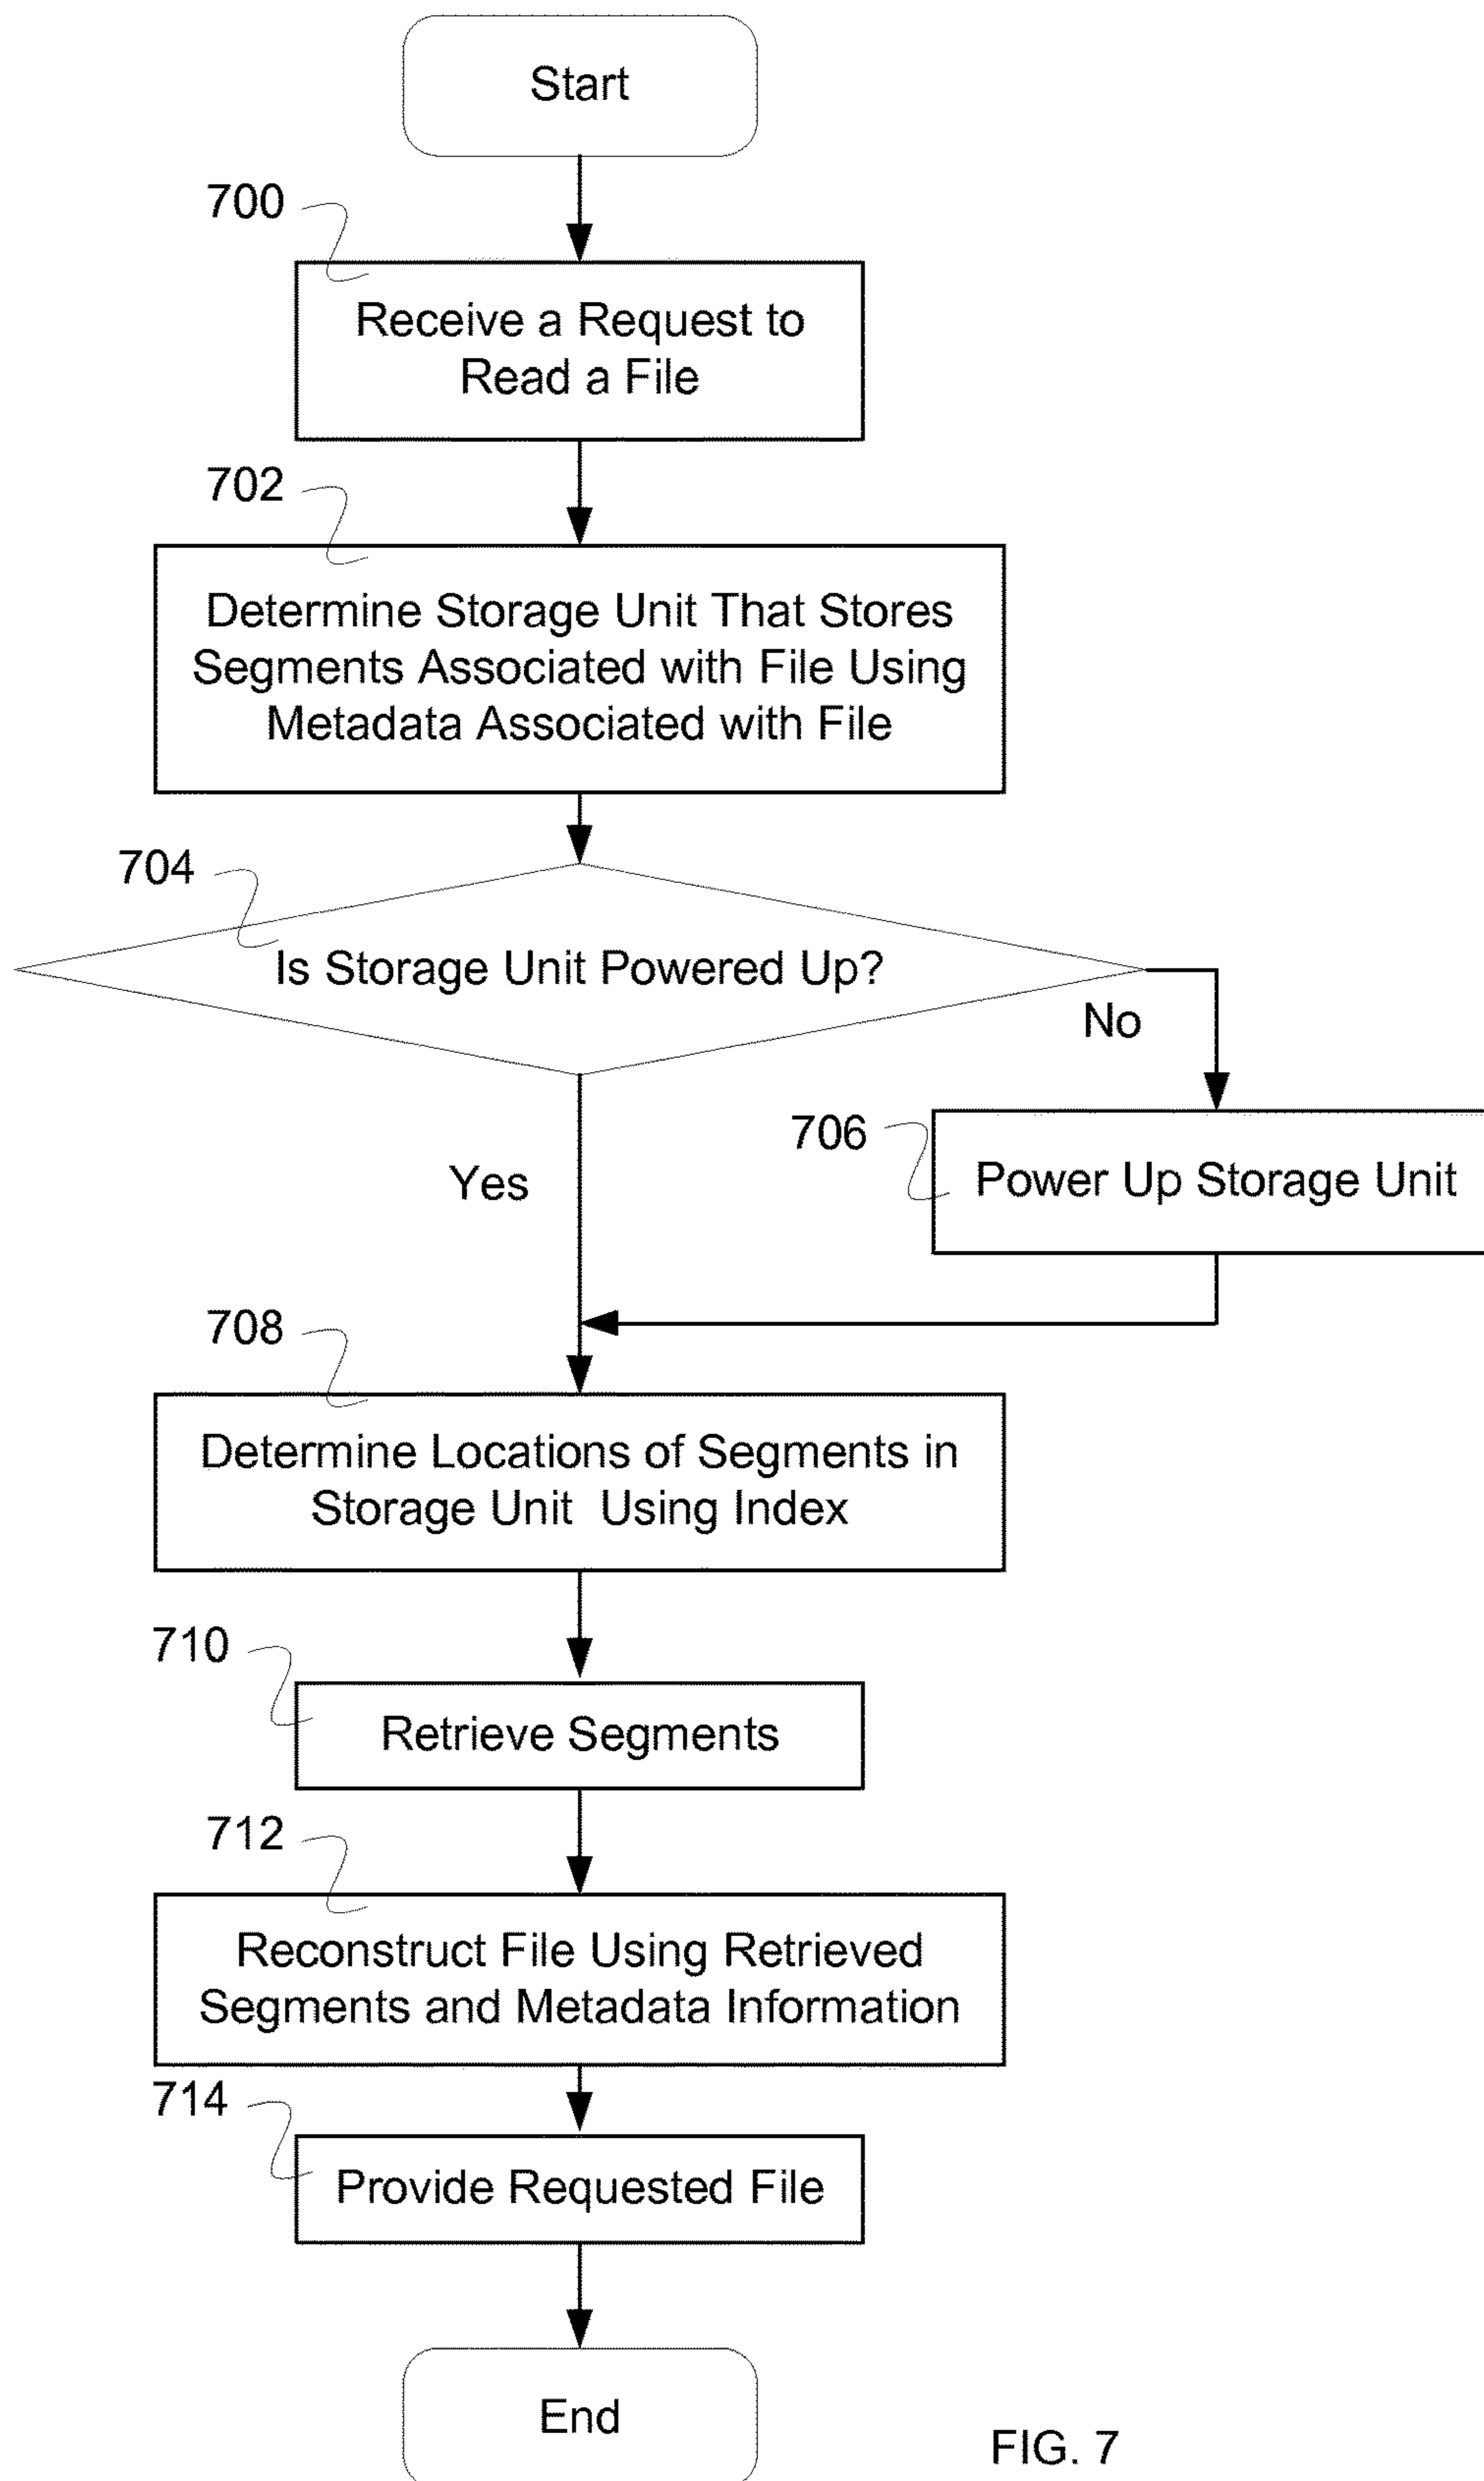 Start
700
Receive a Request to
Read a File
702
Determine Storage Unit That Stores
Segments Associated with File Using
Metadata Associated with File
704
Is Storage Unit Powered Up?
No
706
Power Up Storage Unit
Yes
708
Determine Locations of Segments in
Storage Unit Using Index
710
Retrieve Segments
712
Reconstruct File Using Retrieved
Segments and Metadata Information
714
Provide Requested File
End
FIG. 7